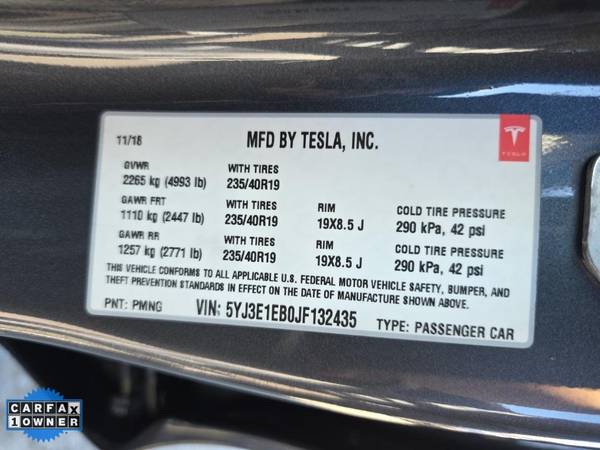 11/18 MFD BY TESLA, INC.
TESLA
GVWR WITH TIRES
2265 kg (4993 lb) 235/40R19
GAWR FRT WITH TIRES RIM COLD TIRE PRESSURE
1110 kg (2447 lb) 235/40R19 19X8.5 J 290 kPa, 42 psi
GAWR RR WITH TIRES RIM COLD TIRE PRESSURE
1257 kg (2771 lb) 235/40R19 19X8.5 J 290 kPa, 42 psi
THIS VEHICLE CONFORMS TO ALL APPLICABLE U.S. FEDERAL MOTOR VEHICLE SAFETY, BUMPER, AND
THEFT PREVENTION STANDARDS IN EFFECT ON THE DATE OF MANUFACTURE SHOWN ABOVE.
PNT: PMNG VIN: 5YJ3E1EB0JF132435 TYPE: PASSENGER CAR
CARFAX
1 OWNER